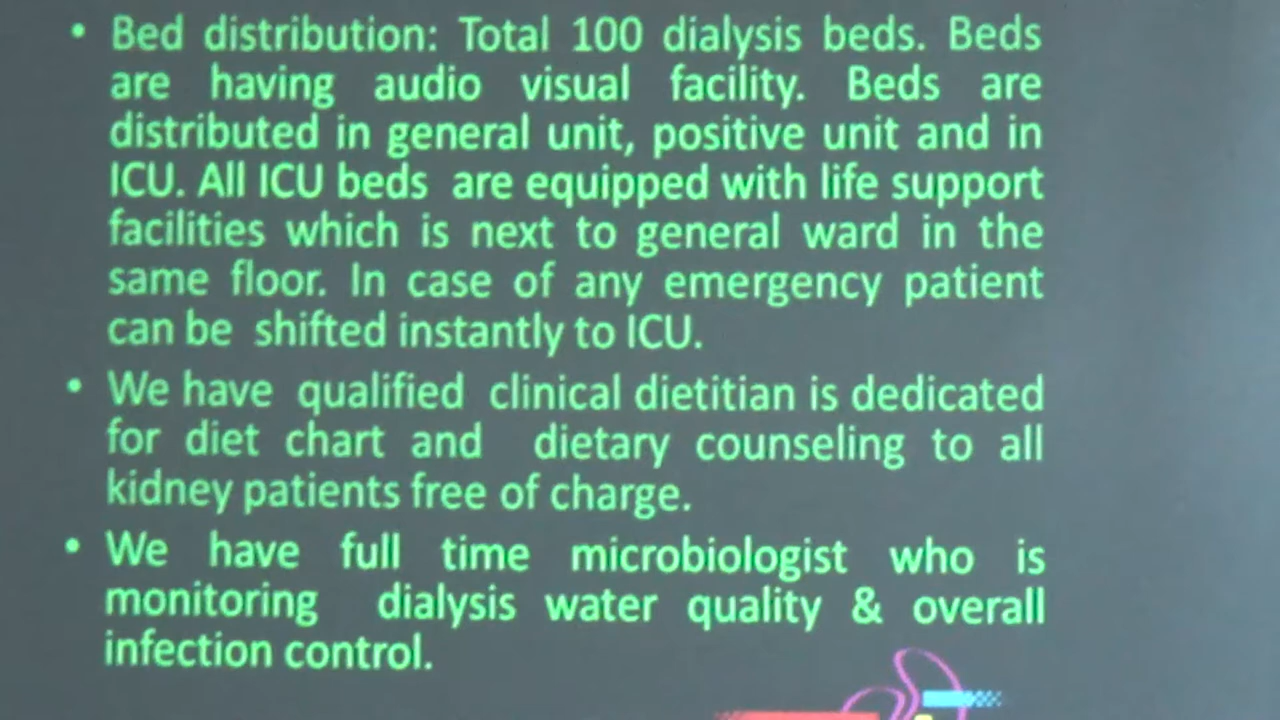 • Bed distribution: Total 100 dialysis beds. Beds
are having audio visual facility. Beds are
distributed in general unit, positive unit and in
ICU. All ICU beds are equipped with life support
facilities which is next to general ward in the
same floor. In case of any emergency patient
can be shifted instantly to ICU.
• We have qualified clinical dietitian is dedicated
for diet chart and dietary counseling to all
kidney patients free of charge.
• We have full time microbiologist who is
monitoring dialysis water quality & overall
infection control.